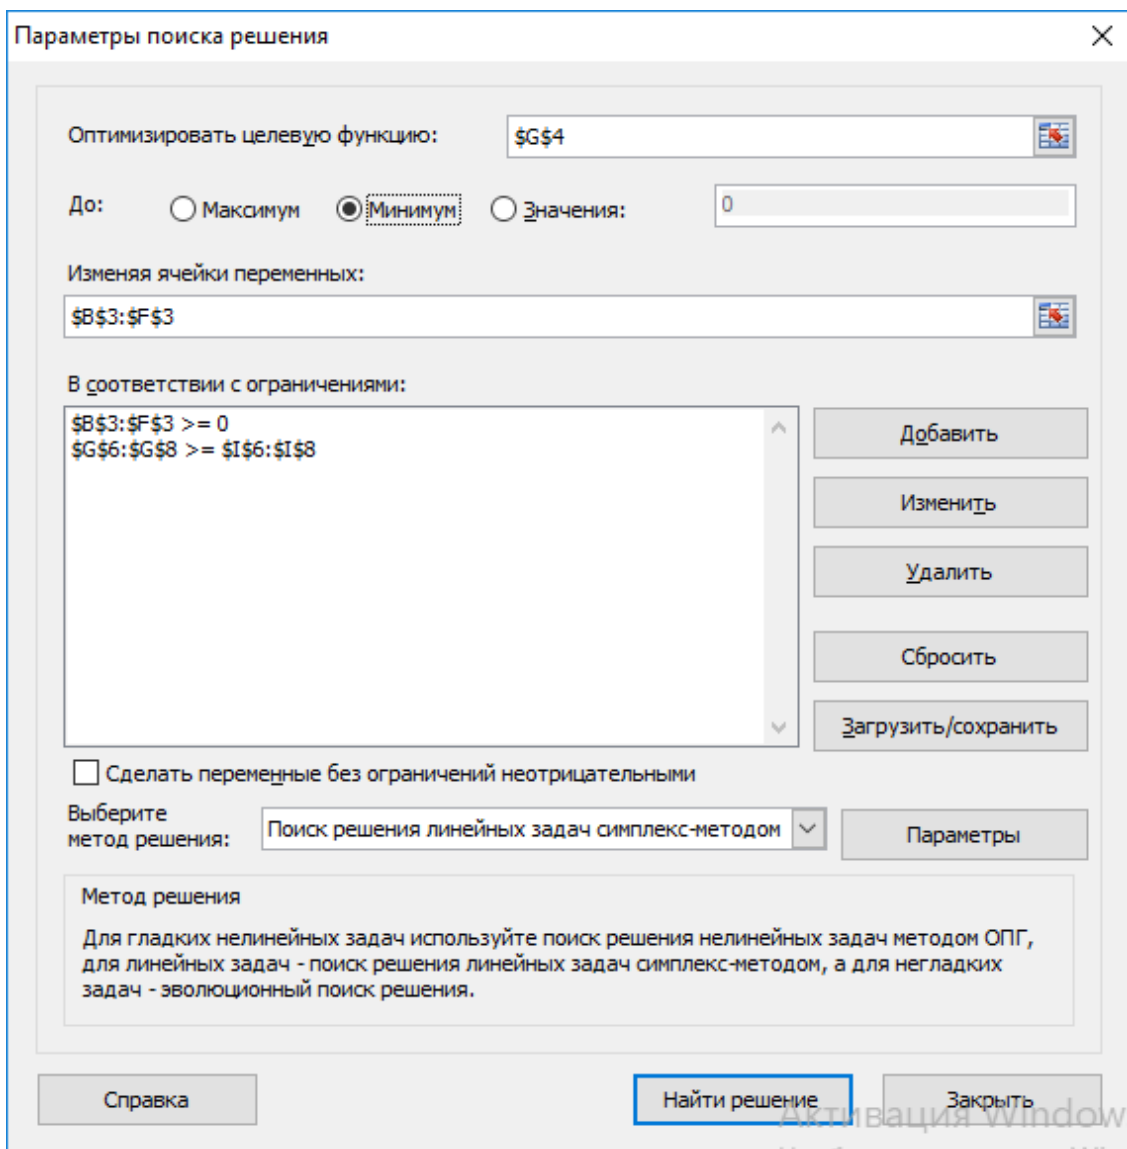 Параметры поиска решения
Оптимизировать целевую функцию: $G$4
До: Максимум Минимум Значения: 0
Изменяя ячейки переменных:
$B$3:$F$3
В соответствии с ограничениями:
$B$3:$F$3 >= 0
$G$6:$G$8 >= $I$6:$I$8
Добавить
Изменить
Удалить
Сбросить
Загрузить/сохранить
Сделать переменные без ограничений неотрицательными
Выберите
метод решения:
Поиск решения линейных задач симплекс-методом
Параметры
Метод решения
Для гладких нелинейных задач используйте поиск решения нелинейных задач методом ОПГ,
для линейных задач - поиск решения линейных задач симплекс-методом, а для негладких
задач - эволюционный поиск решения.
Справка Найти решение Закрыть
Активация Window